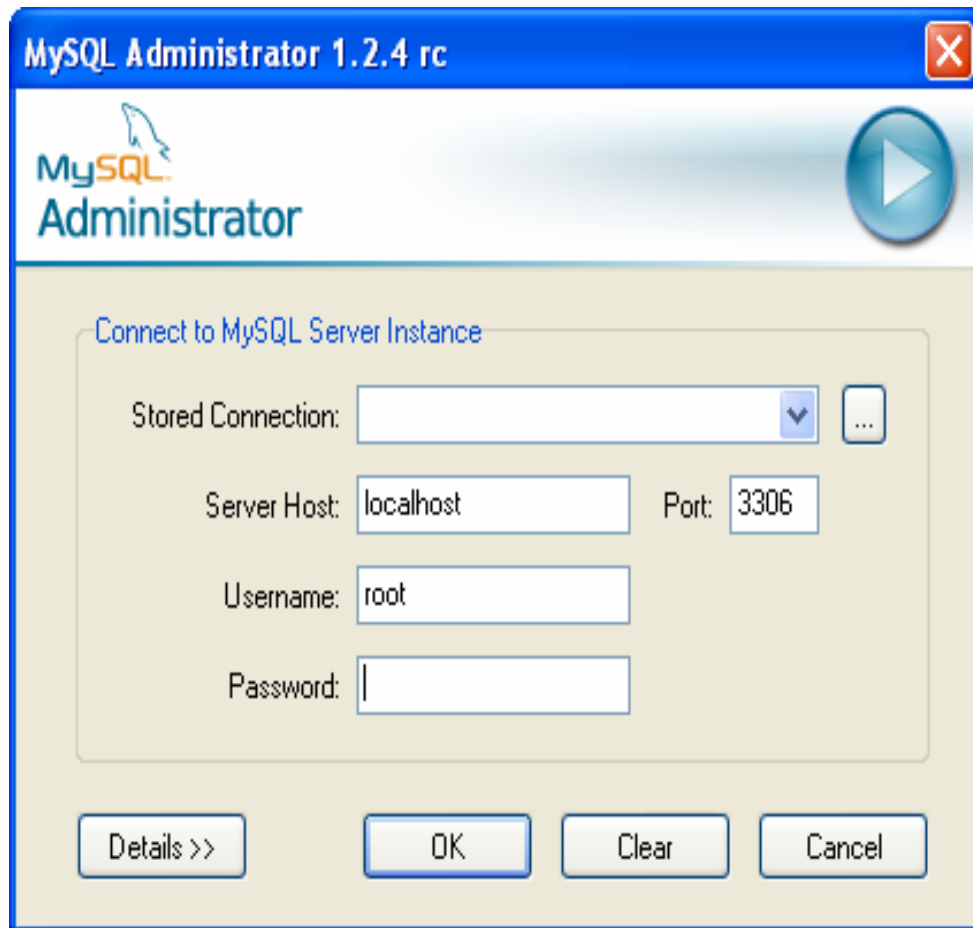 MySQL Administrator 1.2.4 rc
MySQL
Administrator
Connect to MySQL Server Instance
Stored Connection:
...
Server Host: localhost Port: 3306
Username: root
Password:
Details >> OK Clear Cancel